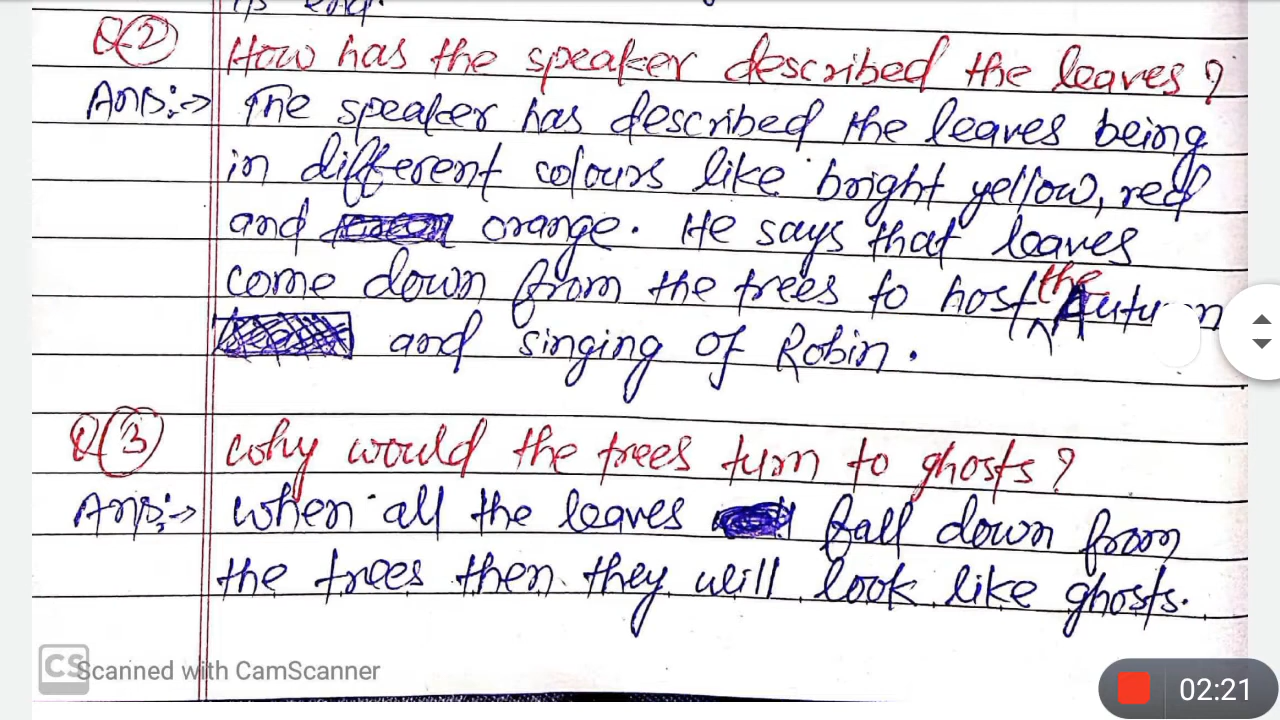 Q(2) How has the speaker described the leaves?
Ans:-> The speaker has described the leaves being
in different colours like bright yellow, red
and orange. He says that leaves
come down from the trees to host the Autumn
and singing of Robin.
Q(3) Why would the trees turn to ghosts?
Ans:-> When all the leaves fall down from
the trees then they will look like ghosts.
CS Scanned with CamScanner
02:21